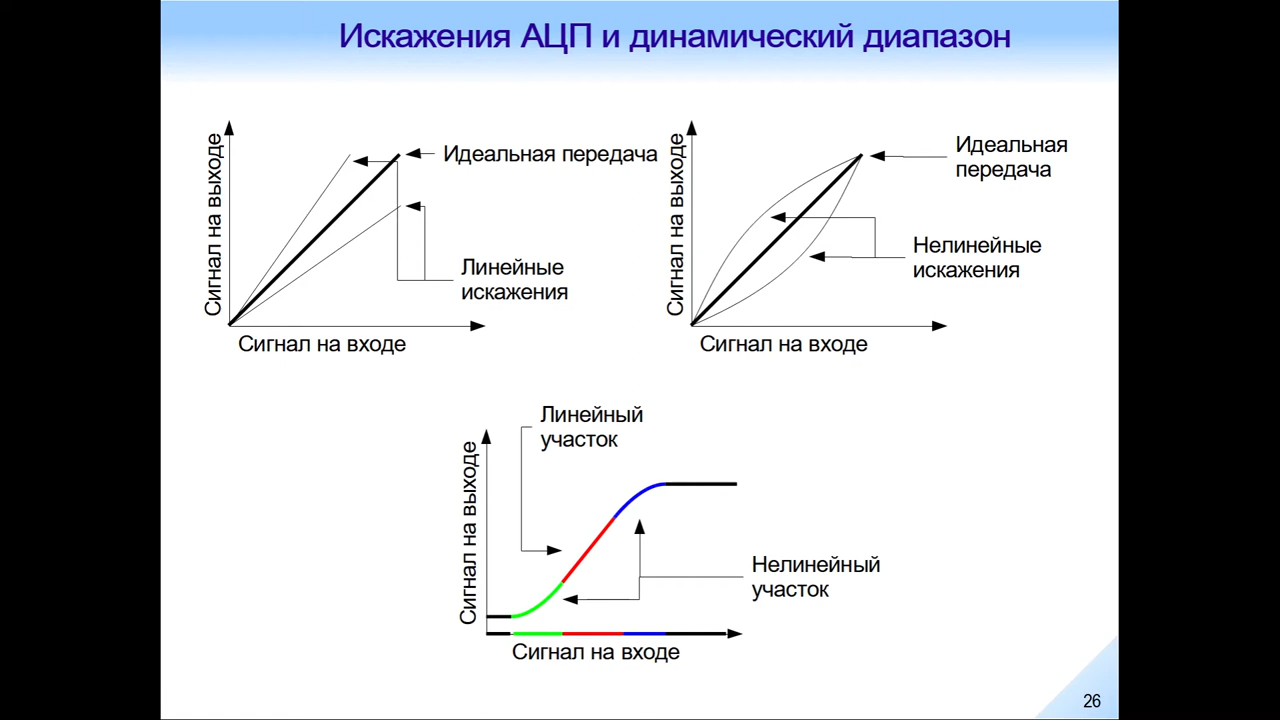 Искажения АЦП и динамический диапазон
Сигнал на выходе
Идеальная передача
Линейные
искажения
Сигнал на входе
Сигнал на выходе
Идеальная
передача
Нелинейные
искажения
Сигнал на входе
Линейный
участок
Сигнал на выходе
Нелинейный
участок
Сигнал на входе
26